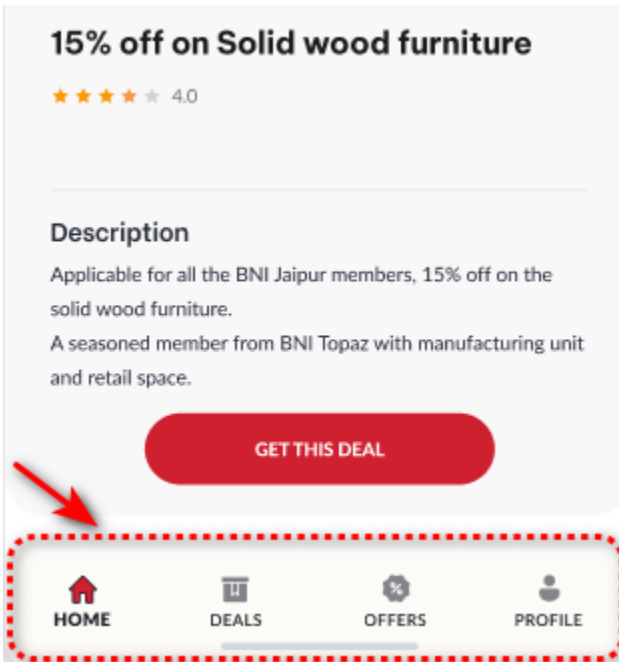 15% off on Solid wood furniture
4.0
Description
Applicable for all the BNI Jaipur members, 15% off on the
solid wood furniture.
A seasoned member from BNI Topaz with manufacturing unit
and retail space.
GET THIS DEAL
HOME DEALS OFFERS PROFILE